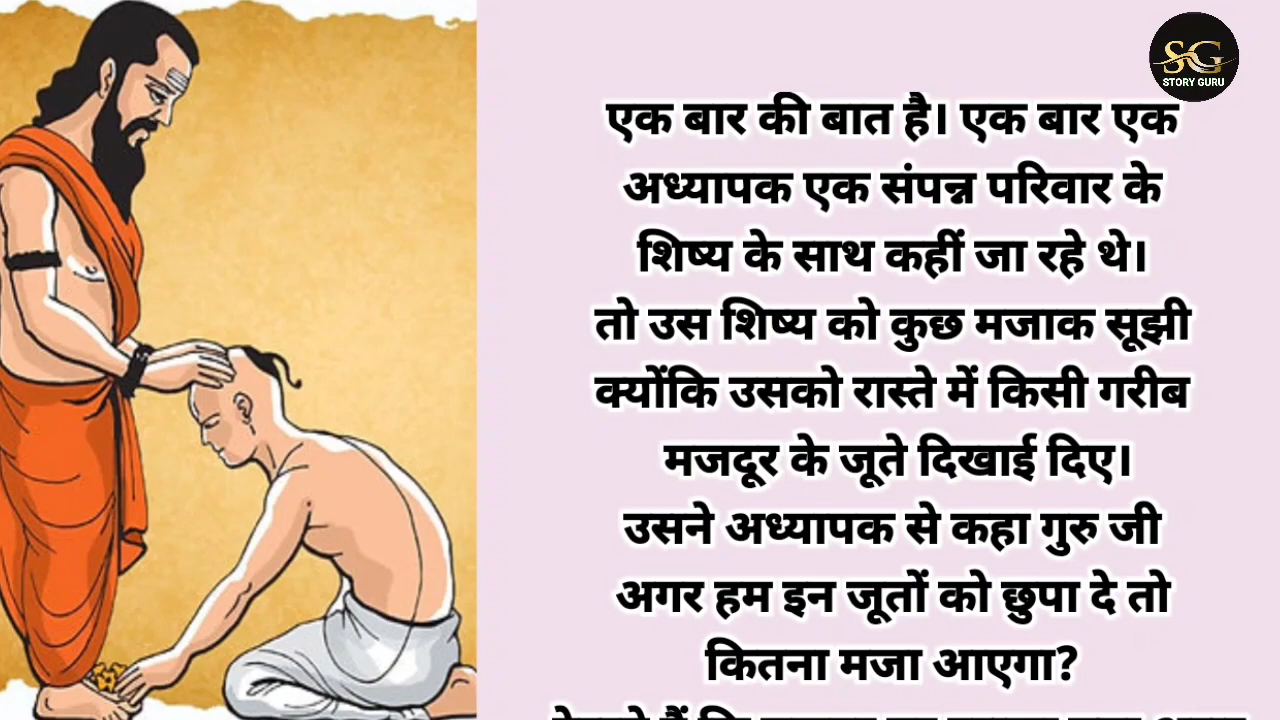 SG
STORY GURU
एक बार की बात है। एक बार एक
अध्यापक एक संपन्न परिवार के
शिष्य के साथ कहीं जा रहे थे।
तो उस शिष्य को कुछ मजाक सूझी
क्योंकि उसको रास्ते में किसी गरीब
मजदूर के जूते दिखाई दिए।
उसने अध्यापक से कहा गुरु जी
अगर हम इन जूतों को छुपा दे तो
कितना मजा आएगा?